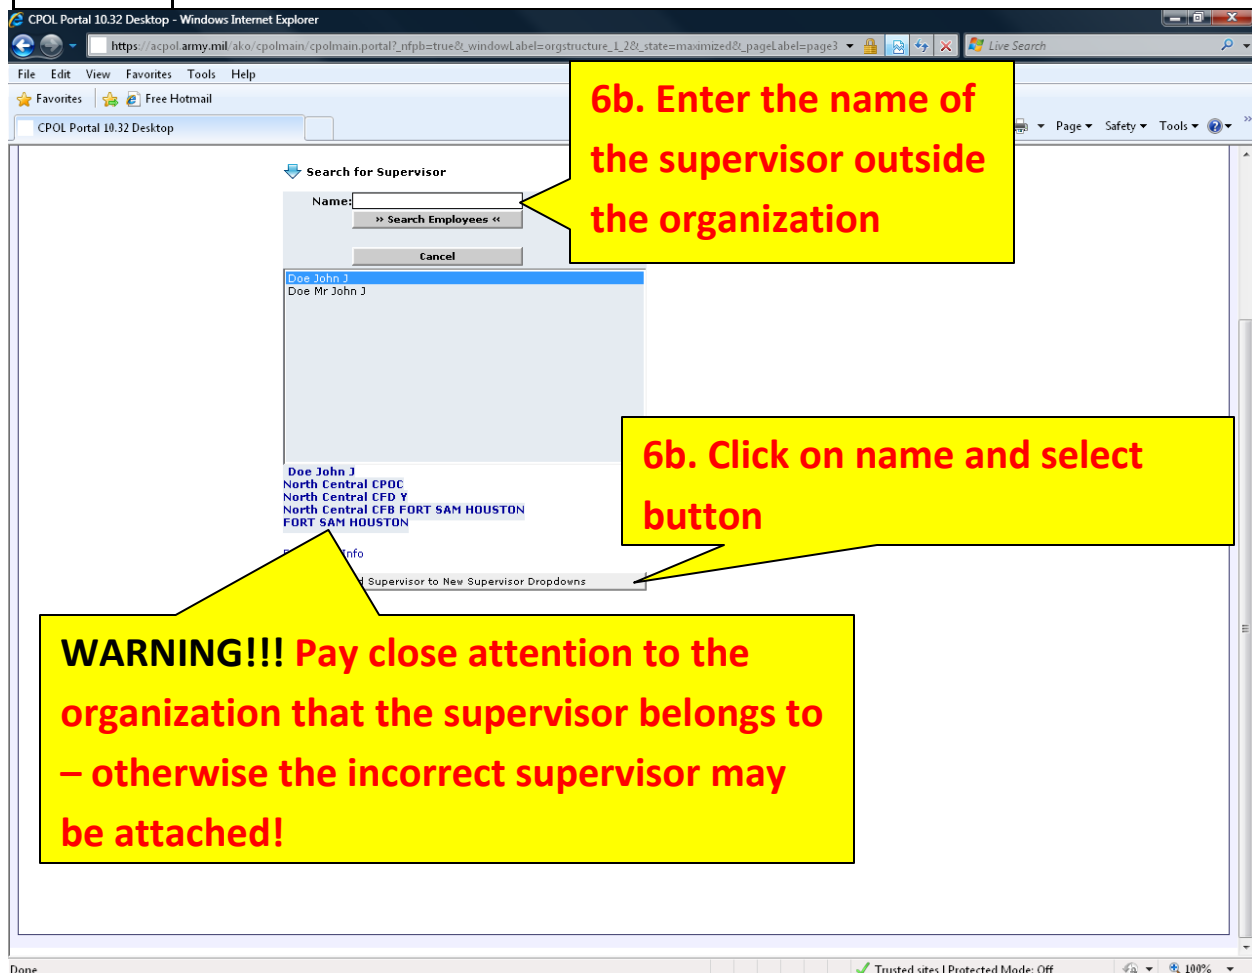 CPOL Portal 10.32 Desktop - Windows Internet Explorer
https://acpol.army.mil/ako/cpolmain/cpolmain.portal?_nfpb=true&_windowLabel=orgstructure_1_2&_state=maximized&_pageLabel=page3
Live Search
File Edit View Favorites Tools Help
Favorites Free Hotmail
CPOL Portal 10.32 Desktop
Page Safety Tools
6b. Enter the name of
the supervisor outside
the organization
Search for Supervisor
Name:
» Search Employees «
Cancel
Doe John J
Doe Mr John J
6b. Click on name and select
button
Doe John J
North Central CPOC
North Central CFD Y
North Central CFB FORT SAM HOUSTON
FORT SAM HOUSTON
Info
Supervisor to New Supervisor Dropdowns
WARNING!!! Pay close attention to the
organization that the supervisor belongs to
– otherwise the incorrect supervisor may
be attached!
Done
Trusted sites | Protected Mode: Off
100%